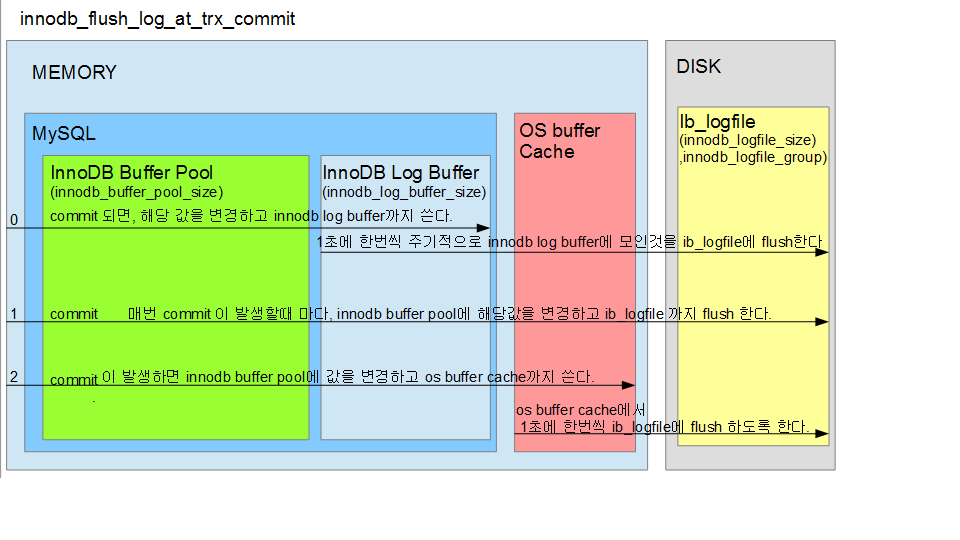 innodb_flush_log_at_trx_commit
MEMORY
DISK
MySQL
OS buffer
Cache
Ib_logfile
(innodb_logfile_size)
,innodb_logfile_group)
InnoDB Buffer Pool
(innodb_buffer_pool_size)
InnoDB Log Buffer
(innodb_log_buffer_size)
0
commit 되면, 해당 값을 변경하고 innodb log buffer까지 쓴다.
1초에 한번씩 주기적으로 innodb log buffer에 모인것을 ib_logfile에 flush한다
1
commit 매번 commit 이 발생할때 마다, innodb buffer pool에 해당값을 변경하고 ib_logfile 까지 flush 한다.
2
commit 이 발생하면 innodb buffer pool에 값을 변경하고 os buffer cache까지 쓴다.
.
os buffer cache에서
1초에 한번씩 ib_logfile에 flush 하도록 한다.